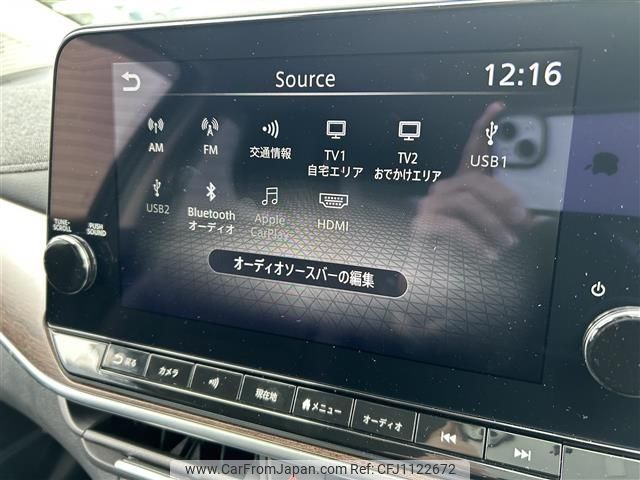 Source
12:16
AM
FM
交通情報
TV1
自宅エリア
TV2
おでかけエリア
USB1
USB2
Bluetooth
オーディオ
Apple
CarPlay
HDMI
オーディオソースバーの編集
TUNE·SCROLL
PUSH SOUND
戻る
カメラ
現在地
メニュー
オーディオ
www.CarFromJapan.com - Photo ID: CFJ1122672